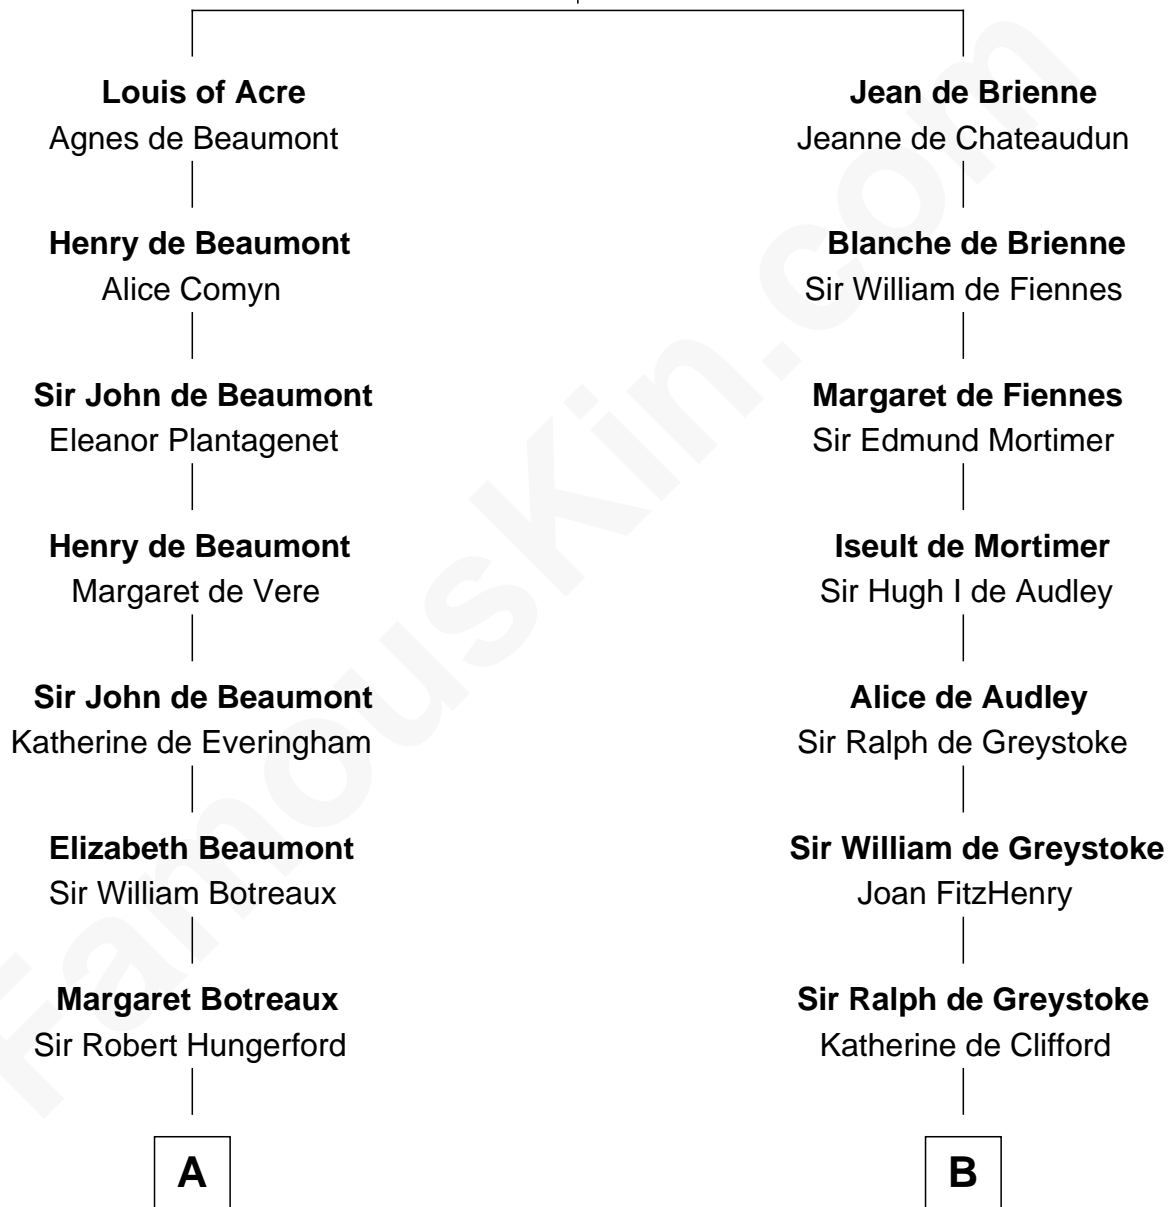 Louis of Acre
Agnes de Beaumont
Henry de Beaumont
Alice Comyn
Sir John de Beaumont
Eleanor Plantagenet
Henry de Beaumont
Margaret de Vere
Sir John de Beaumont
Katherine de Everingham
Elizabeth Beaumont
Sir William Botreaux
Margaret Botreaux
Sir Robert Hungerford
A
Jean de Brienne
Jeanne de Chateaudun
Blanche de Brienne
Sir William de Fiennes
Margaret de Fiennes
Sir Edmund Mortimer
Iseult de Mortimer
Sir Hugh I de Audley
Alice de Audley
Sir Ralph de Greystoke
Sir William de Greystoke
Joan FitzHenry
Sir Ralph de Greystoke
Katherine de Clifford
B
FamousKin.com